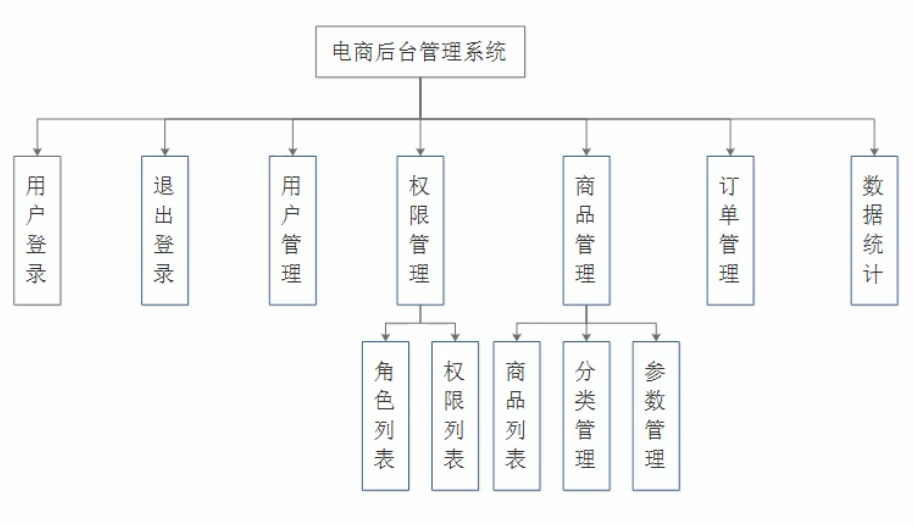 电商后台管理系统
用户登录
退出登录
用户管理
权限管理
商品管理
订单管理
数据统计
角色列表
权限列表
商品列表
分类管理
参数管理